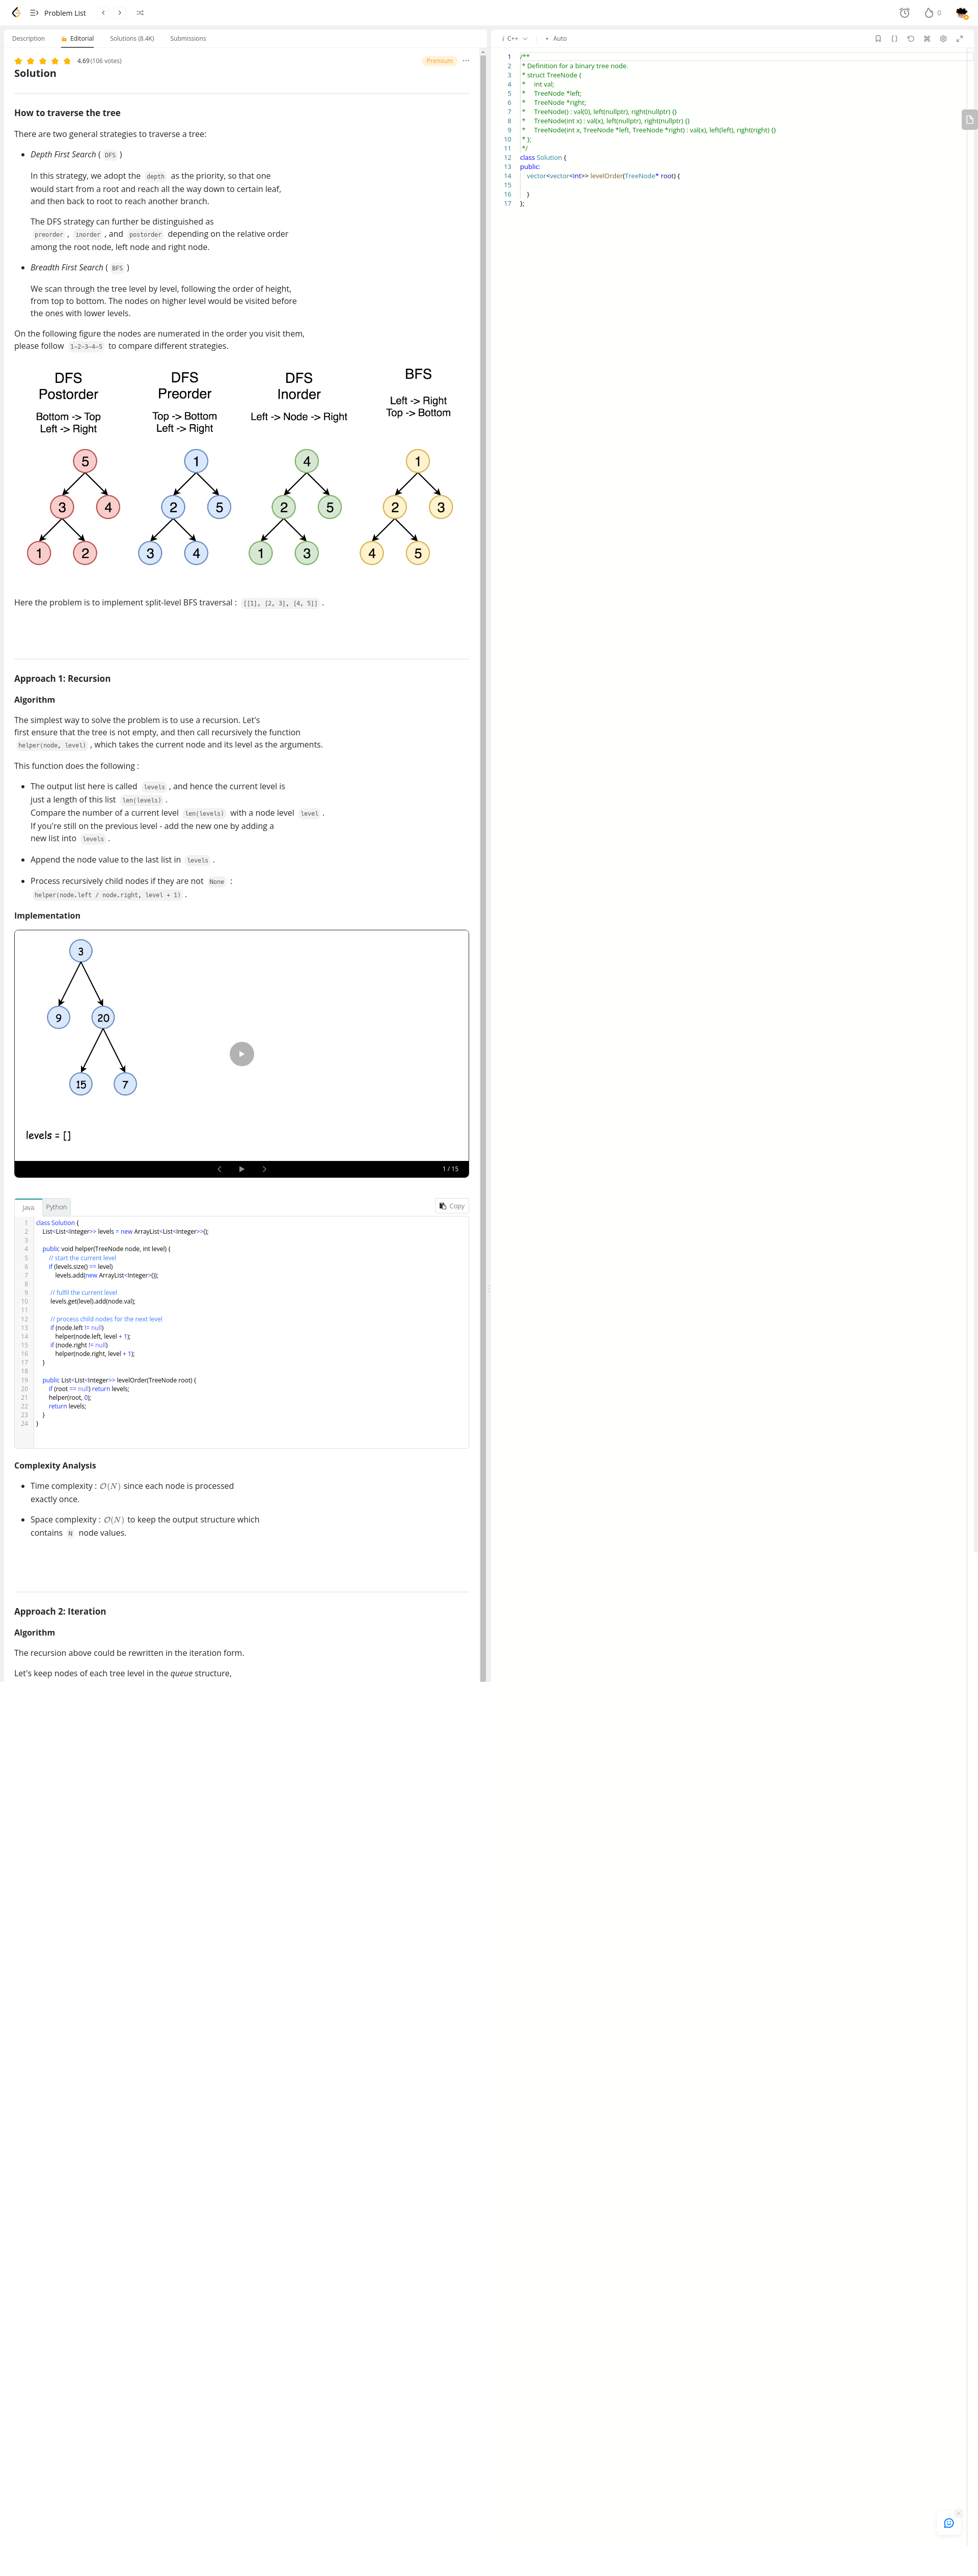 Problem List
0
Description
Editorial
Solutions (8.4K)
Submissions
4.69 (106 votes)
Premium
Solution
How to traverse the tree
There are two general strategies to traverse a tree:
Depth First Search ( DFS )
In this strategy, we adopt the depth as the priority, so that one
would start from a root and reach all the way down to certain leaf,
and then back to root to reach another branch.
The DFS strategy can further be distinguished as
preorder , inorder , and postorder depending on the relative order
among the root node, left node and right node.
Breadth First Search ( BFS )
We scan through the tree level by level, following the order of height,
from top to bottom. The nodes on higher level would be visited before
the ones with lower levels.
On the following figure the nodes are numerated in the order you visit them,
please follow 1-2-3-4-5 to compare different strategies.
DFS
Postorder
Bottom -> Top
Left -> Right
5
3
4
1
2
DFS
Preorder
Top -> Bottom
Left -> Right
1
2
5
3
4
DFS
Inorder
Left -> Node -> Right
4
2
5
1
3
BFS
Left -> Right
Top -> Bottom
1
2
3
4
5
Here the problem is to implement split-level BFS traversal : [[1], [2, 3], [4, 5]] .
Approach 1: Recursion
Algorithm
The simplest way to solve the problem is to use a recursion. Let's
first ensure that the tree is not empty, and then call recursively the function
helper(node, level) , which takes the current node and its level as the arguments.
This function does the following :
The output list here is called levels , and hence the current level is
just a length of this list len(levels) .
Compare the number of a current level len(levels) with a node level level .
If you're still on the previous level - add the new one by adding a
new list into levels .
Append the node value to the last list in levels .
Process recursively child nodes if they are not None :
helper(node.left / node.right, level + 1) .
Implementation
3
9
20
15
7
levels = []
1 / 15
Java
Python
Copy
1 class Solution {
2 List<List<Integer>> levels = new ArrayList<List<Integer>>();
3
4 public void helper(TreeNode node, int level) {
5 // start the current level
6 if (levels.size() == level)
7 levels.add(new ArrayList<Integer>());
8
9 // fulfil the current level
10 levels.get(level).add(node.val);
11
12 // process child nodes for the next level
13 if (node.left != null)
14 helper(node.left, level + 1);
15 if (node.right != null)
16 helper(node.right, level + 1);
17 }
18
19 public List<List<Integer>> levelOrder(TreeNode root) {
20 if (root == null) return levels;
21 helper(root, 0);
22 return levels;
23 }
24 }
Complexity Analysis
Time complexity : O(N) since each node is processed
exactly once.
Space complexity : O(N) to keep the output structure which
contains N node values.
Approach 2: Iteration
Algorithm
The recursion above could be rewritten in the iteration form.
Let's keep nodes of each tree level in the queue structure,
i C++
Auto
1 /**
2 * Definition for a binary tree node.
3 * struct TreeNode {
4 * int val;
5 * TreeNode *left;
6 * TreeNode *right;
7 * TreeNode() : val(0), left(nullptr), right(nullptr) {}
8 * TreeNode(int x) : val(x), left(nullptr), right(nullptr) {}
9 * TreeNode(int x, TreeNode *left, TreeNode *right) : val(x), left(left), right(right) {}
10 * };
11 */
12 class Solution {
13 public:
14 vector<vector<int>> levelOrder(TreeNode* root) {
15
16 }
17 };